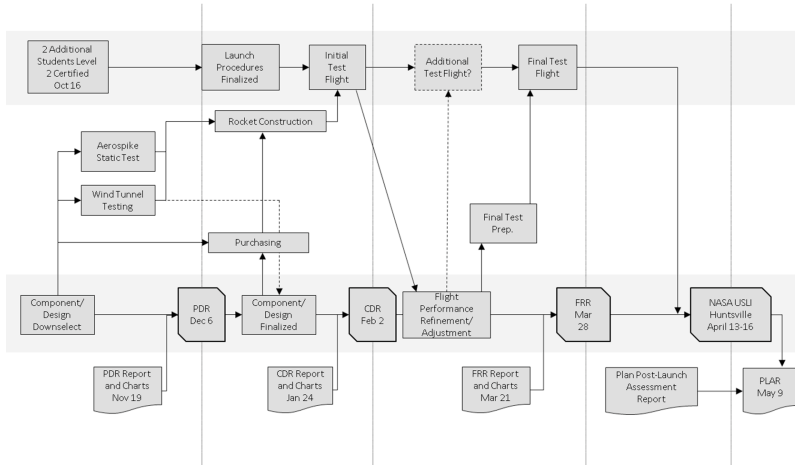 2 Additional
Students Level
2 Certified
Oct 16
Launch
Procedures
Finalized
Initial
Test
Flight
Additional
Test Flight?
Final Test
Flight
Rocket Construction
Aerospike
Static Test
Wind Tunnel
Testing
Final Test
Prep.
Purchasing
Component/
Design
Downselect
PDR
Dec 6
Component/
Design
Finalized
CDR
Feb 2
Flight
Performance
Refinement/
Adjustment
FRR
Mar
28
NASA USLI
Huntsville
April 13-16
PDR Report
and Charts
Nov 19
CDR Report
and Charts
Jan 24
FRR Report
and Charts
Mar 21
Plan Post-Launch
Assessment
Report
PLAR
May 9